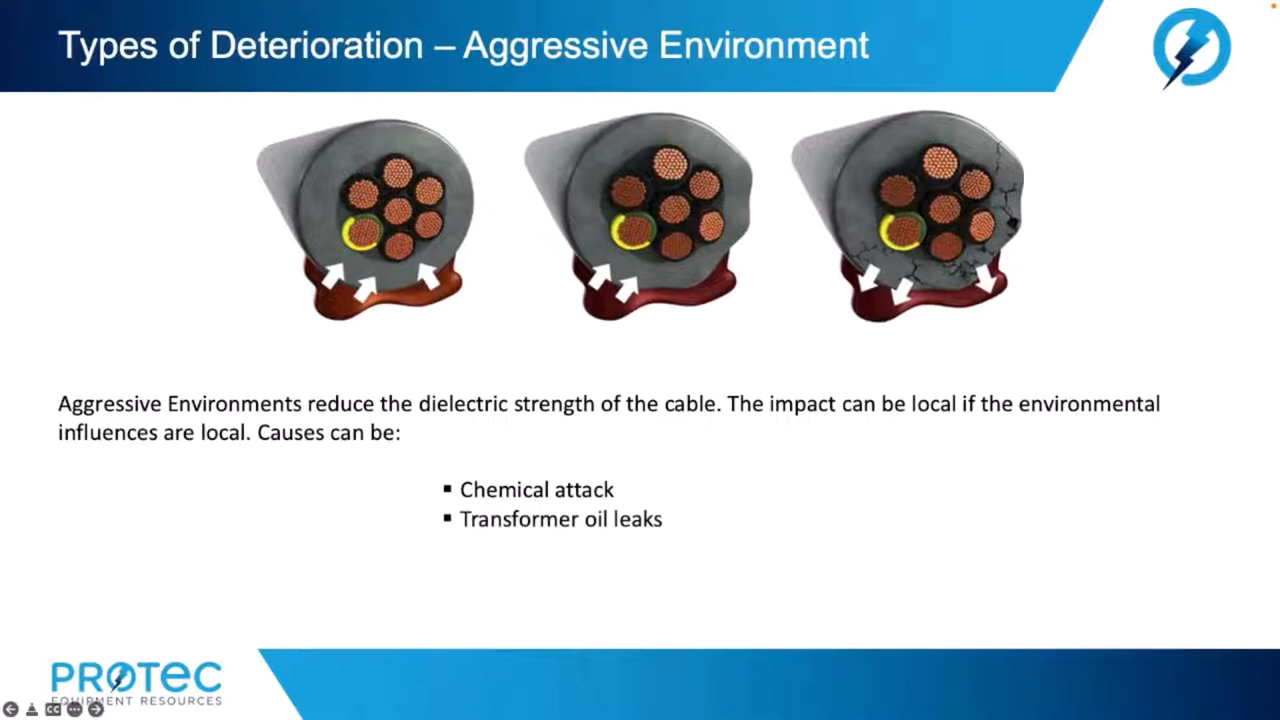 Types of Deterioration – Aggressive Environment
Aggressive Environments reduce the dielectric strength of the cable. The impact can be local if the environmental
influences are local. Causes can be:
▪ Chemical attack
▪ Transformer oil leaks
PROTEC
EQUIPMENT RESOURCES
CC